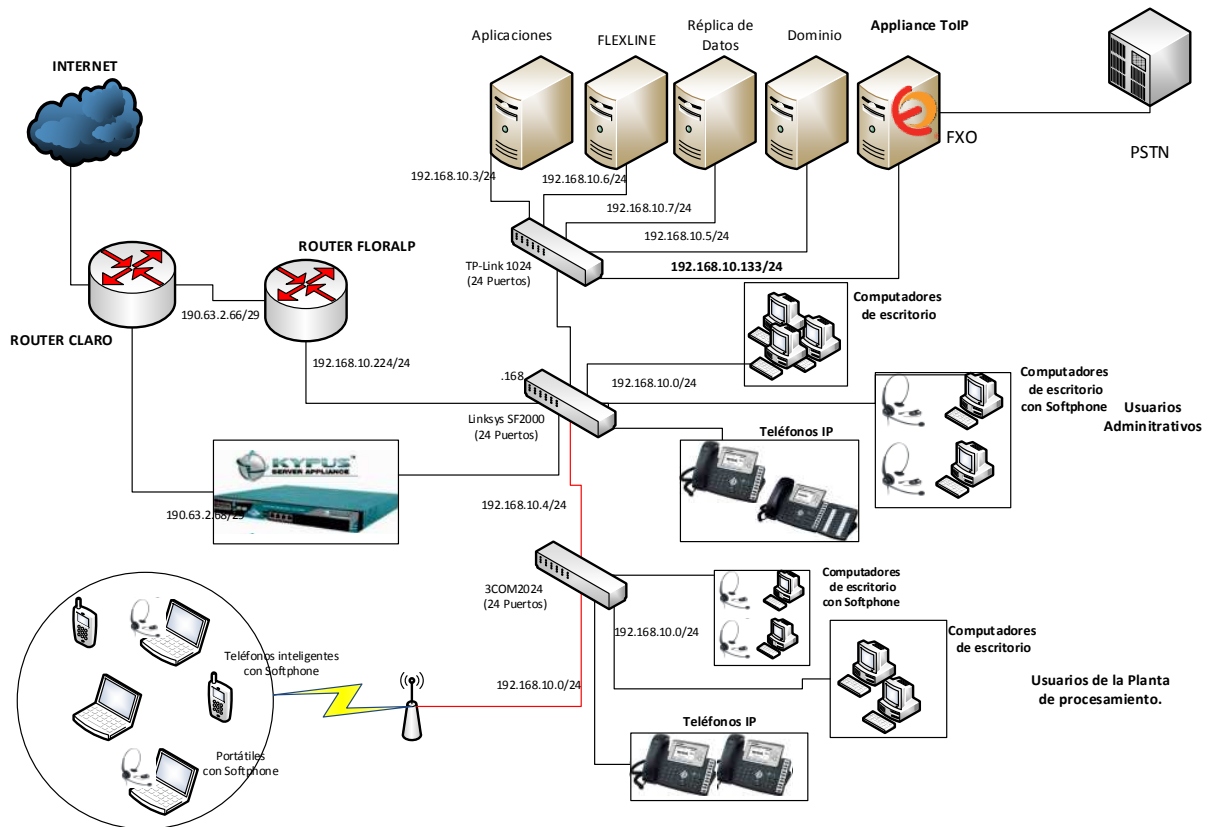 Aplicaciones
FLEXLINE
Réplica de
Datos
Dominio
Appliance ToIP
INTERNET
FXO
PSTN
192.168.10.3/24
192.168.10.6/24
192.168.10.7/24
192.168.10.5/24
192.168.10.133/24
TP-Link 1024
(24 Puertos)
ROUTER FLORALP
190.63.2.66/29
ROUTER CLARO
192.168.10.224/24
Computadores
de escritorio
.168
192.168.10.0/24
Linksys SF2000
(24 Puertos)
Computadores
de escritorio
con Softphone
Usuarios
Adminitrativos
Teléfonos IP
KYPUS
SERVER APPLIANCE
190.63.2.68/29
192.168.10.4/24
3COM2024
(24 Puertos)
Computadores
de escritorio
con Softphone
192.168.10.0/24
Computadores
de escritorio
Usuarios de la Planta
de procesamiento.
Teléfonos inteligentes
con Softphone
192.168.10.0/24
Teléfonos IP
Portátiles
con Softphone